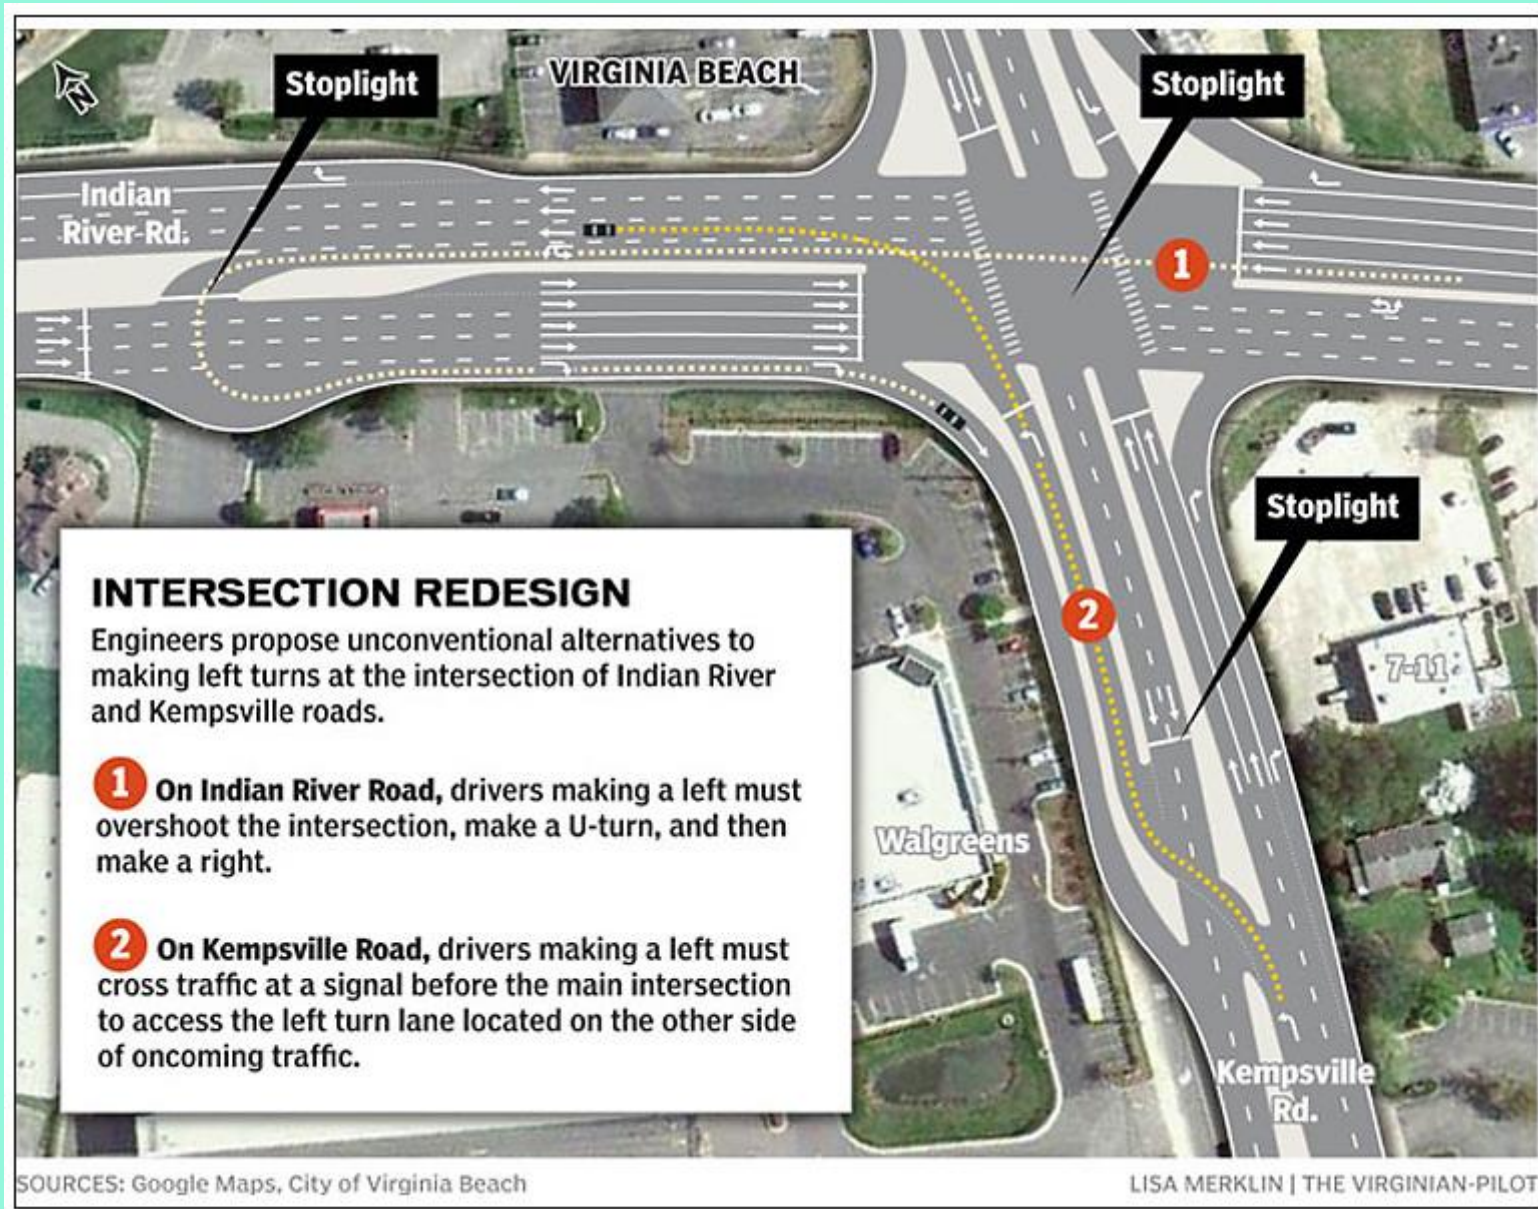 N
Stoplight
VIRGINIA BEACH
Stoplight
Indian
River Rd.
1
Stoplight
2
7-11
Walgreens
Kempsville
Rd.
INTERSECTION REDESIGN
Engineers propose unconventional alternatives to
making left turns at the intersection of Indian River
and Kempsville roads.
1 On Indian River Road, drivers making a left must
overshoot the intersection, make a U-turn, and then
make a right.
2 On Kempsville Road, drivers making a left must
cross traffic at a signal before the main intersection
to access the left turn lane located on the other side
of oncoming traffic.
SOURCES: Google Maps, City of Virginia Beach
LISA MERKLIN | THE VIRGINIAN-PILOT